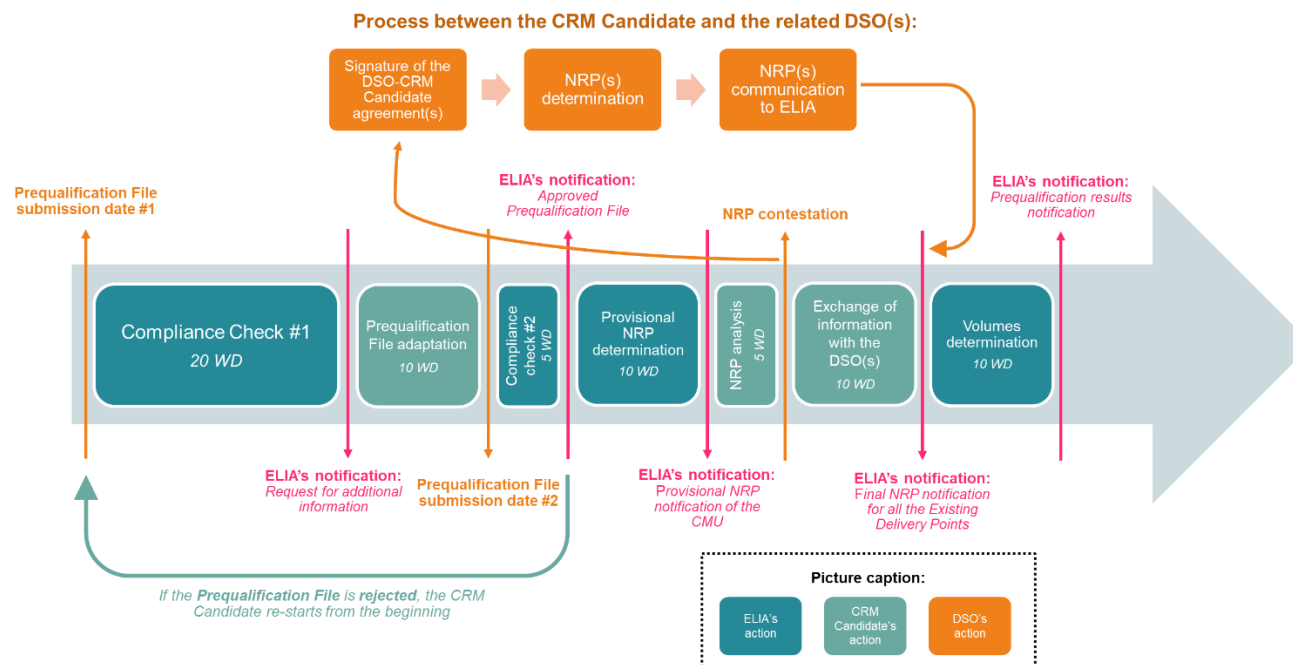 Process between the CRM Candidate and the related DSO(s):
Signature of the
DSO-CRM
Candidate
agreement(s)
NRP(s)
determination
NRP(s)
communication
to ELIA
Prequalification File
submission date #1
ELIA's notification:
Approved
Prequalification File
NRP contestation
ELIA's notification:
Prequalification results
notification
Compliance Check #1
20 WD
Prequalification
File adaptation
10 WD
Compliance
check #2
5 WD
Provisional
NRP
determination
10 WD
NRP analysis
5 WD
Exchange of
information
with the
DSO(s)
10 WD
Volumes
determination
10 WD
ELIA's notification:
Request for additional
information
Prequalification File
submission date #2
ELIA's notification:
Provisional NRP
notification of the
CMU
ELIA's notification:
Final NRP notification
for all the Existing
Delivery Points
If the Prequalification File is rejected, the CRM
Candidate re-starts from the beginning
Picture caption:
ELIA's
action
CRM
Candidate's
action
DSO's
action